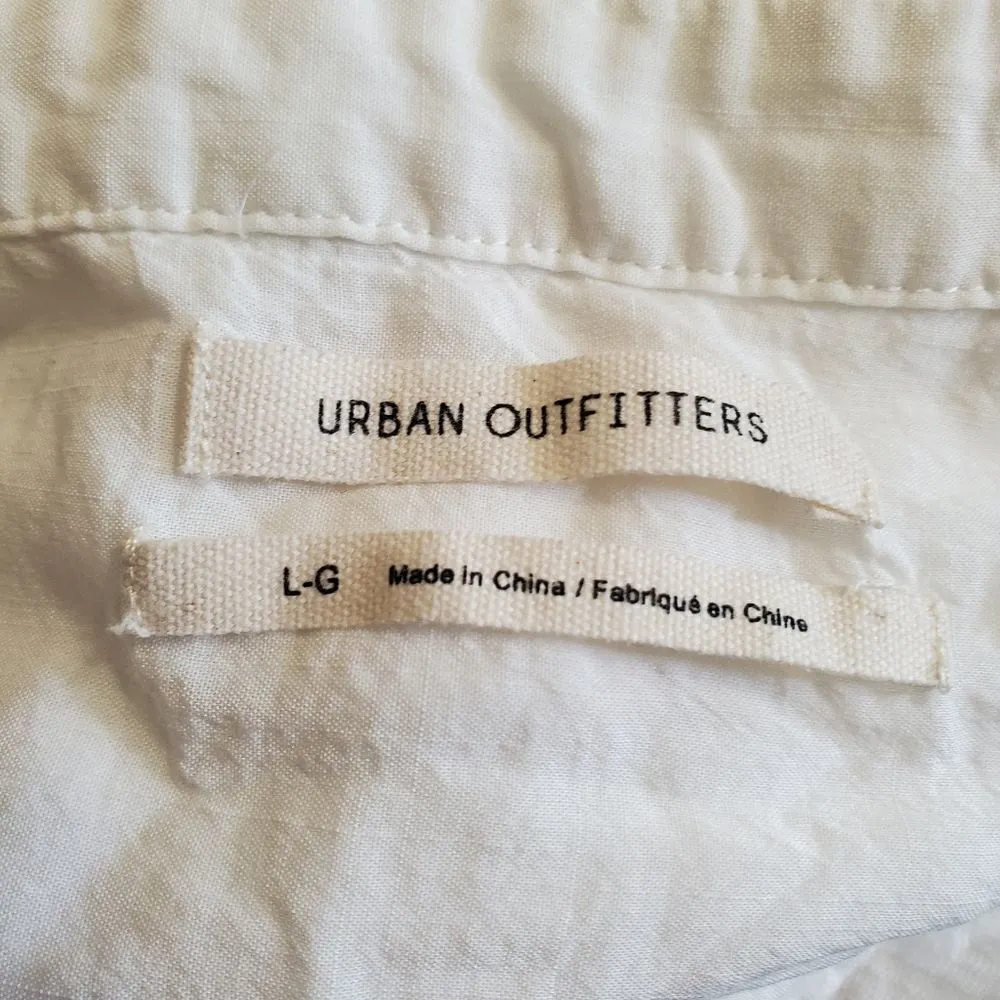 URBAN OUTFITTERS
L-G Made in China / Fabriqué en Chine